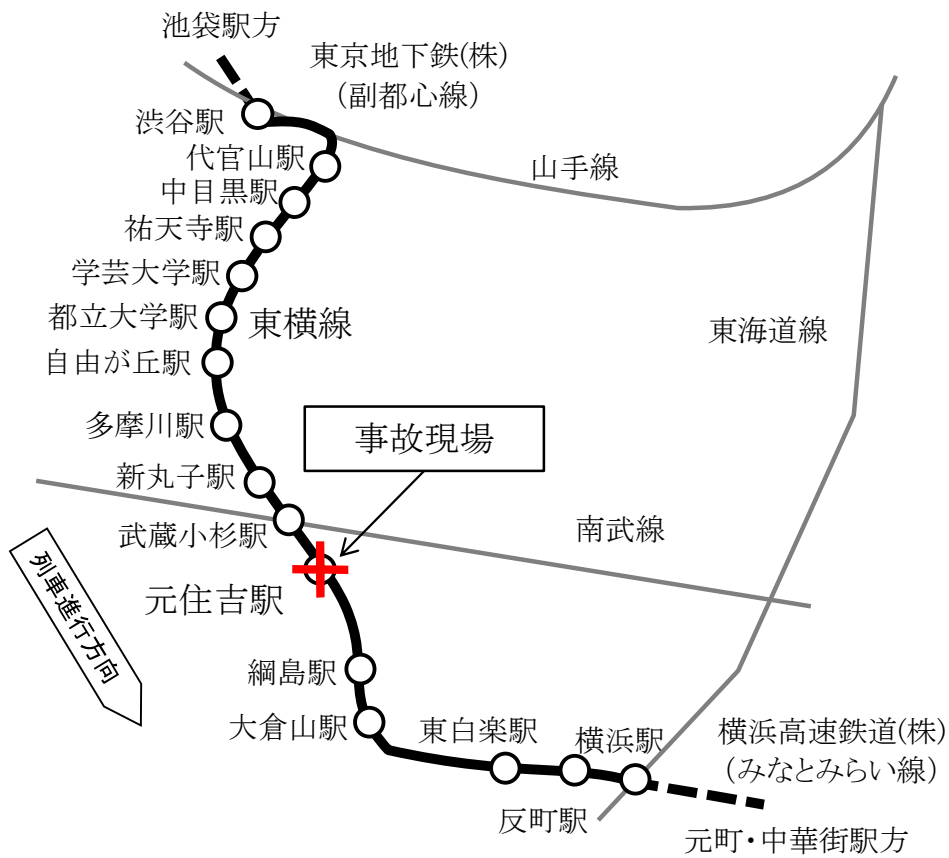 池袋駅方
東京地下鉄(株)
(副都心線)
渋谷駅
代官山駅
山手線
中目黒駅
祐天寺駅
学芸大学駅
都立大学駅
東横線
東海道線
自由が丘駅
多摩川駅
事故現場
新丸子駅
武蔵小杉駅
南武線
列車進行方向
元住吉駅
綱島駅
大倉山駅
東白楽駅
横浜駅
横浜高速鉄道(株)
(みなとみらい線)
反町駅
元町・中華街駅方